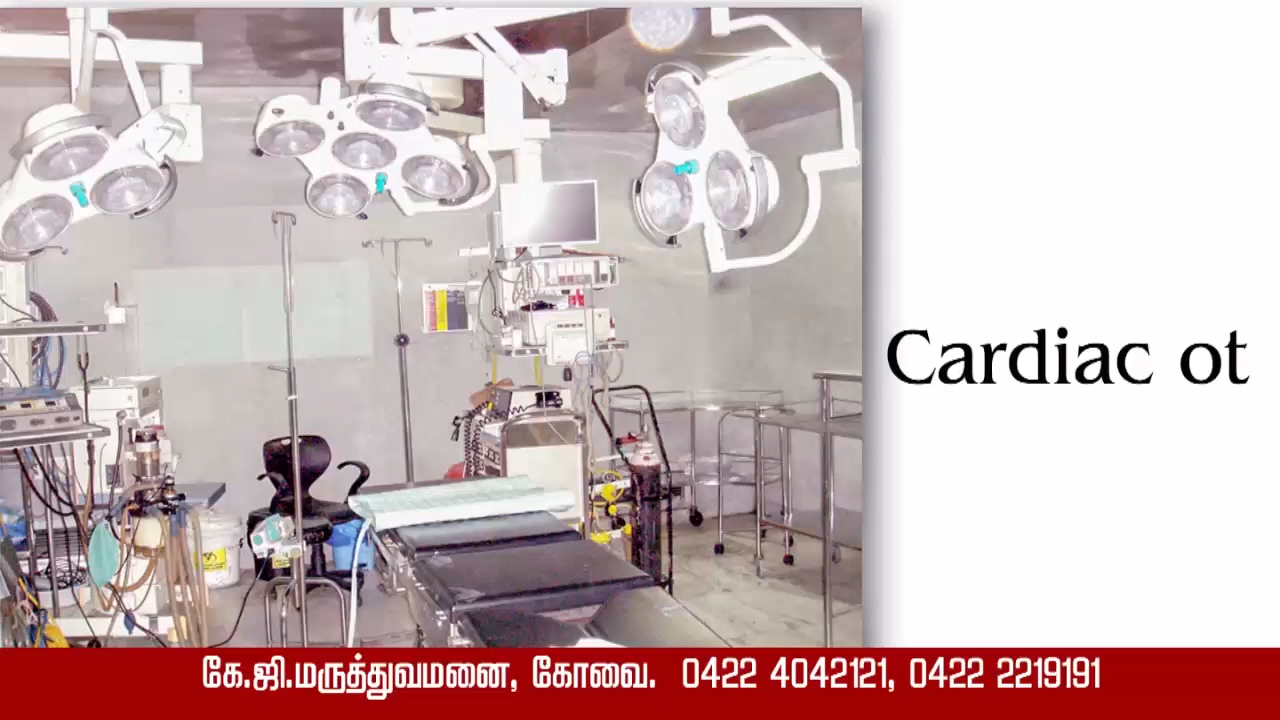 Cardiac ot
கே.ஜி.மருத்துவமனை, கோவை. 0422 4042121, 0422 2219191